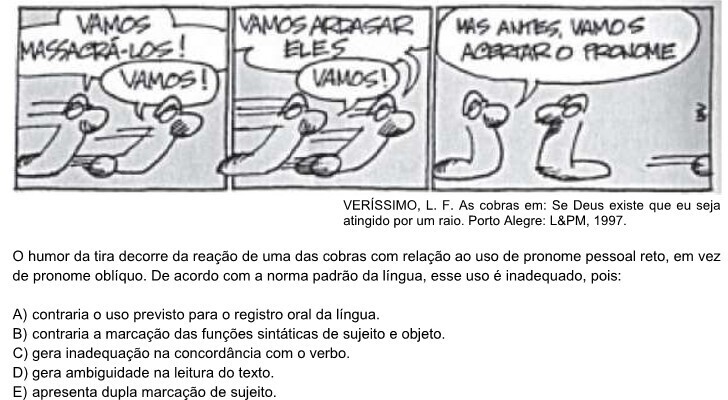 VAMOS
MASSACRÁ-LOS!
VAMOS!
VAMOS ARRASAR
ELES
VAMOS!
MAS ANTES, VAMOS
ACERTAR O PRONOME
VERÍSSIMO, L. F. As cobras em: Se Deus existe que eu seja
atingido por um raio. Porto Alegre: L&PM, 1997.
O humor da tira decorre da reação de uma das cobras com relação ao uso de pronome pessoal reto, em vez
de pronome oblíquo. De acordo com a norma padrão da língua, esse uso é inadequado, pois:
A) contraria o uso previsto para o registro oral da língua.
B) contraria a marcação das funções sintáticas de sujeito e objeto.
C) gera inadequação na concordância com o verbo.
D) gera ambiguidade na leitura do texto.
E) apresenta dupla marcação de sujeito.